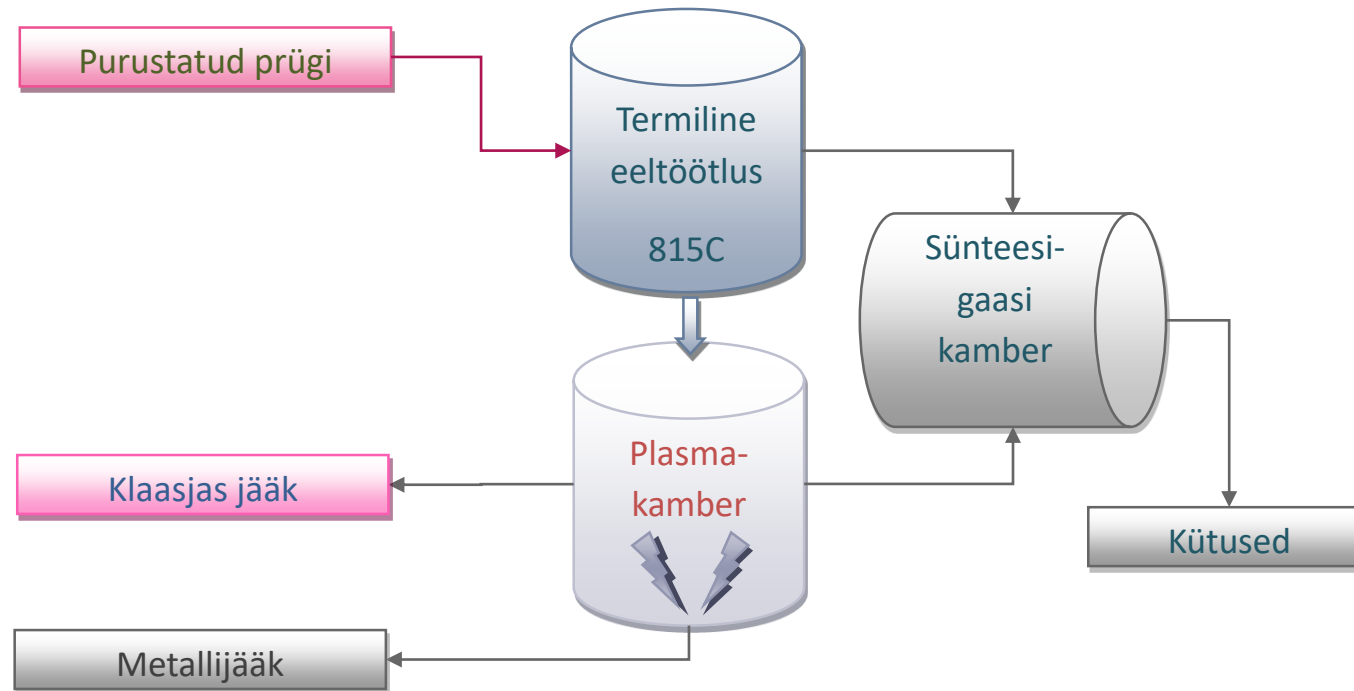 Purustatud prügi
Termiline
eeltöötlus
815C
Sünteesi-
gaasi
kamber
Plasma-
kamber
Klaasjas jääk
Kütused
Metallijääk